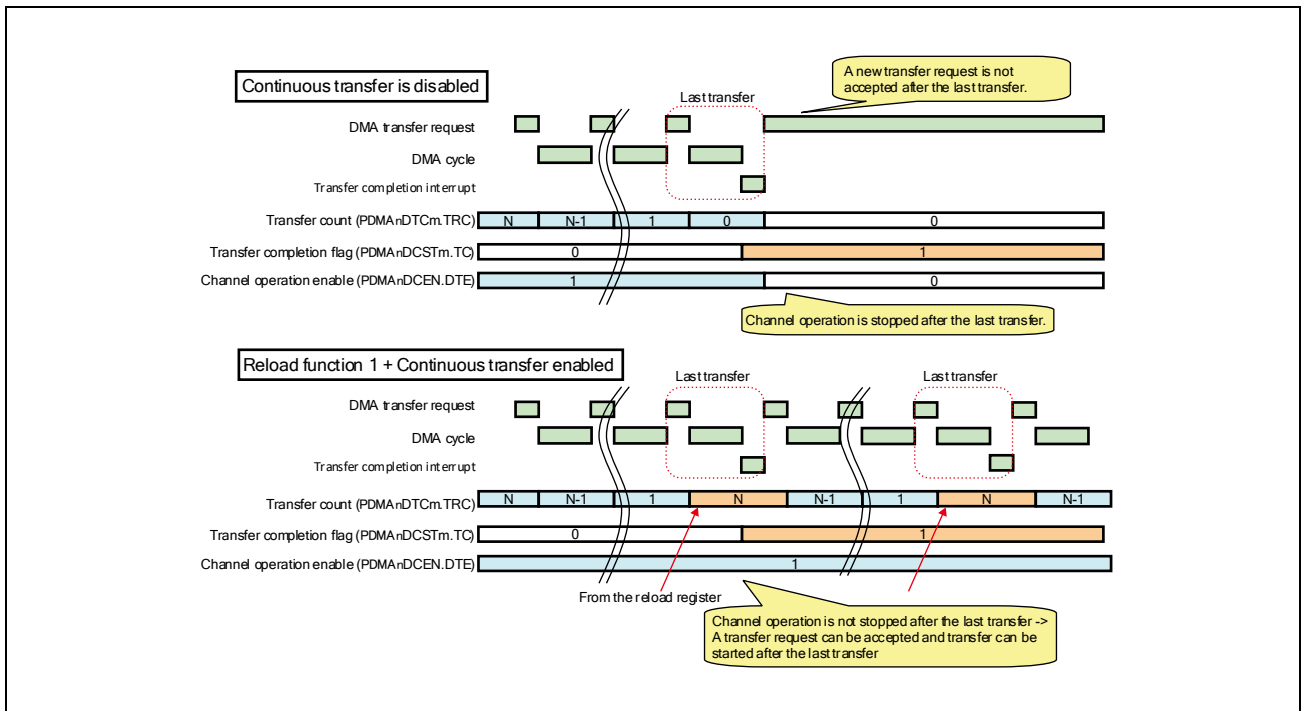 Continuous transfer is disabled
A new transfer request is not
accepted after the last transfer.
Last transfer
DMA transfer request
DMA cycle
Transfer completion interrupt
Transfer count (PDMAnDTCm.TRC) N N-1 1 0 0
Transfer completion flag (PDMAnDCSTm.TC) 0 1
Channel operation enable (PDMAnDCEN.DTE) 1 0
Channel operation is stopped after the last transfer.
Reload function 1 + Continuous transfer enabled
Last transfer Last transfer
DMA transfer request
DMA cycle
Transfer completion interrupt
Transfer count (PDMAnDTCm.TRC) N N-1 1 N N-1 1 N N-1
Transfer completion flag (PDMAnDCSTm.TC) 0 1
Channel operation enable (PDMAnDCEN.DTE) 1
From the reload register
Channel operation is not stopped after the last transfer ->
A transfer request can be accepted and transfer can be
started after the last transfer